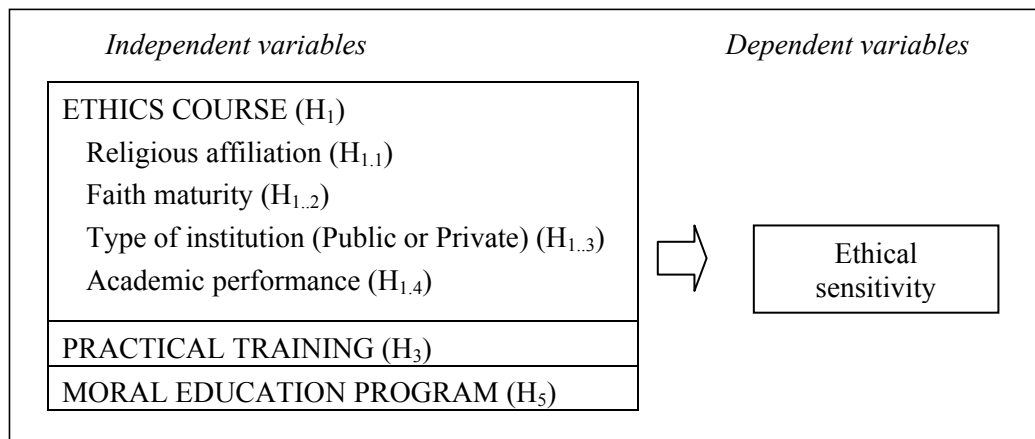 Independent variables
Dependent variables
ETHICS COURSE (H1)
Religious affiliation (H1.1)
Faith maturity (H1..2)
Type of institution (Public or Private) (H1..3)
Academic performance (H1.4)
PRACTICAL TRAINING (H3)
MORAL EDUCATION PROGRAM (H5)
Ethical
sensitivity